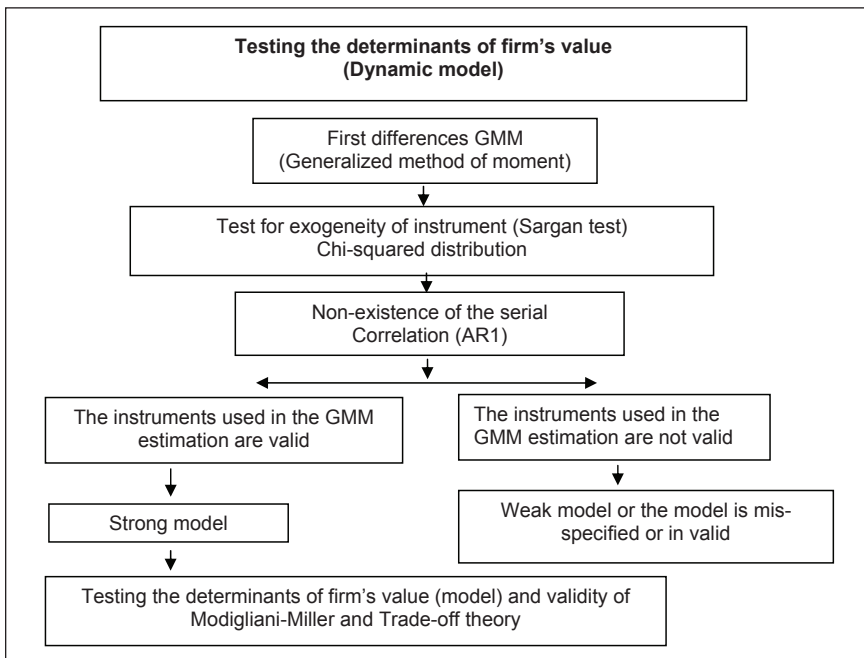 Testing the determinants of firm's value
(Dynamic model)
First differences GMM
(Generalized method of moment)
Test for exogeneity of instrument (Sargan test)
Chi-squared distribution
Non-existence of the serial
Correlation (AR1)
The instruments used in the GMM
estimation are valid
The instruments used in the
GMM estimation are not valid
Strong model
Weak model or the model is mis-
specified or in valid
Testing the determinants of firm's value (model) and validity of
Modigliani-Miller and Trade-off theory